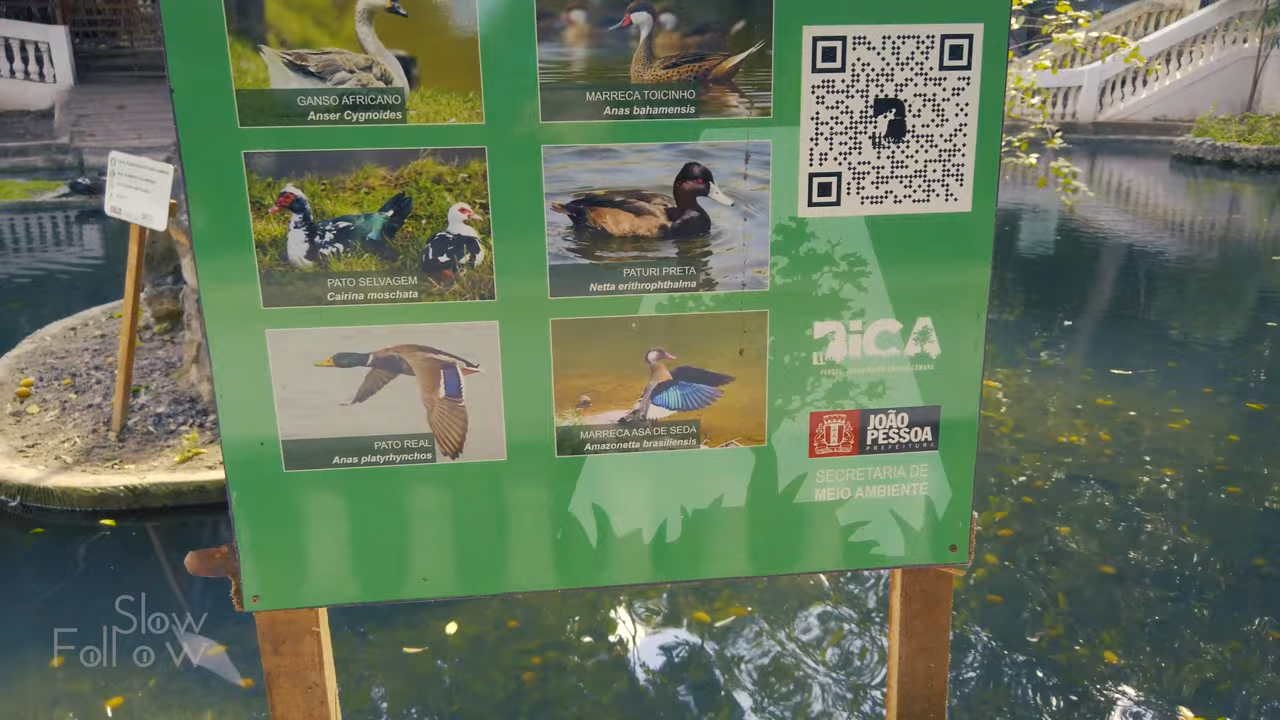 GANSO AFRICANO
Anser Cygnoides
MARRECA TOICINHO
Anas bahamensis
PATO SELVAGEM
Cairina moschata
PATURI PRETA
Netta erithrophthalma
PATO REAL
Anas platyrhynchos
MARRECA ASA DE SEDA
Amazonetta brasiliensis
BiCA
JOÃO
PESSOA
PREFEITURA
SECRETARIA DE
MEIO AMBIENTE
Slow
Follow